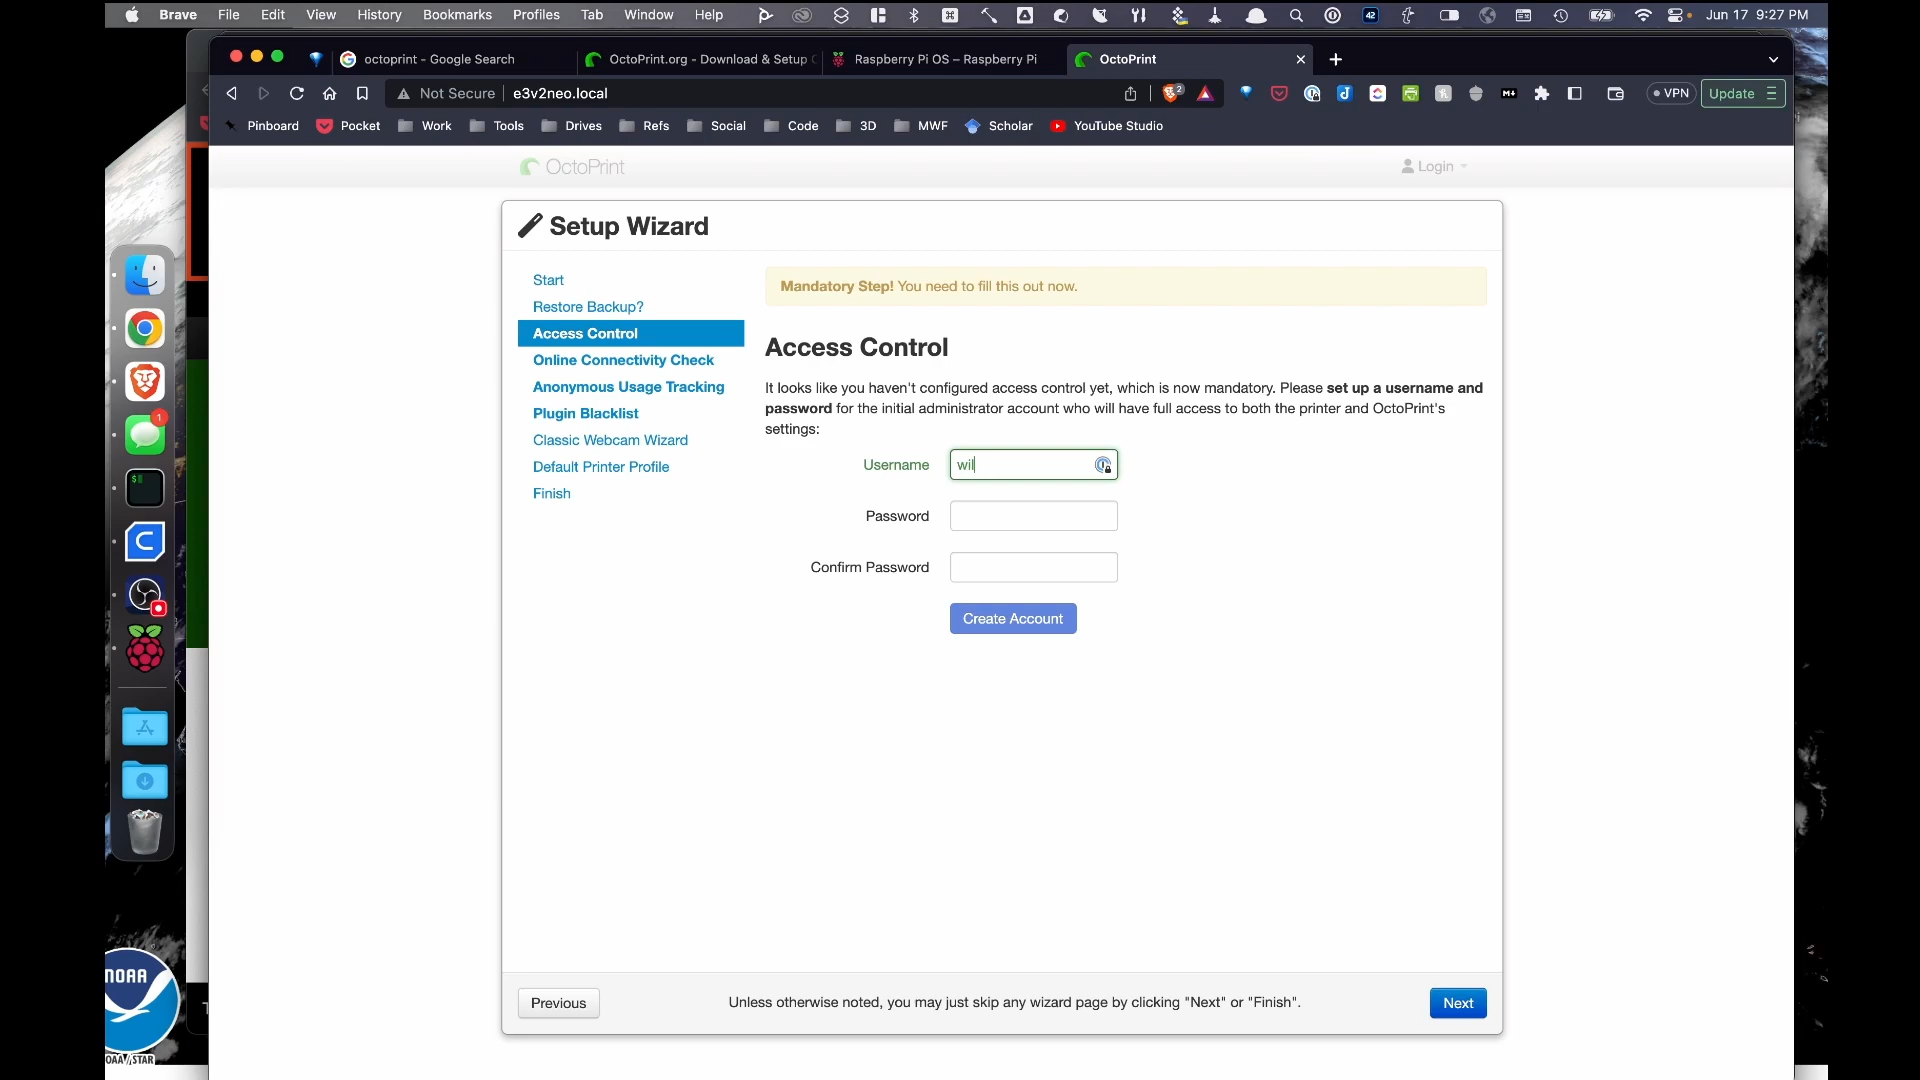 Brave File Edit View History Bookmarks Profiles Tab Window Help 42 Jun 17 9:27 PM
octoprint - Google Search OctoPrint.org - Download & Setup Raspberry Pi OS – Raspberry Pi OctoPrint
Not Secure e3v2neo.local 2 M+ VPN Update
Pinboard Pocket Work Tools Drives Refs Social Code 3D MWF Scholar YouTube Studio
OctoPrint Login
Setup Wizard
Start
Restore Backup?
Access Control
Online Connectivity Check
Anonymous Usage Tracking
Plugin Blacklist
Classic Webcam Wizard
Default Printer Profile
Finish
Mandatory Step! You need to fill this out now.
Access Control
It looks like you haven't configured access control yet, which is now mandatory. Please set up a username and
password for the initial administrator account who will have full access to both the printer and OctoPrint's
settings:
Username wil
Password
Confirm Password
Create Account
Previous Unless otherwise noted, you may just skip any wizard page by clicking "Next" or "Finish". Next
1
NOAA